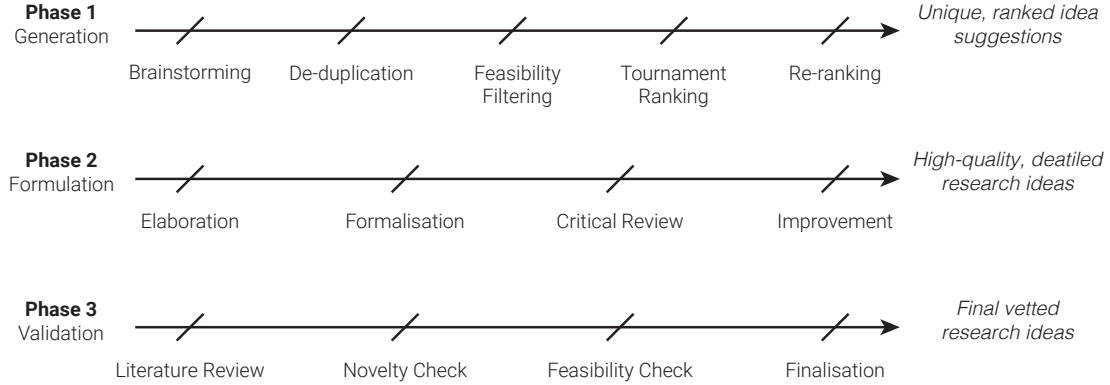 Phase 1
Generation
Brainstorming
De-duplication
Feasibility
Filtering
Tournament
Ranking
Re-ranking
Unique, ranked idea
suggestions
Phase 2
Formulation
Elaboration
Formalisation
Critical Review
Improvement
High-quality, deatiled
research ideas
Phase 3
Validation
Literature Review
Novelty Check
Feasibility Check
Finalisation
Final vetted
research ideas